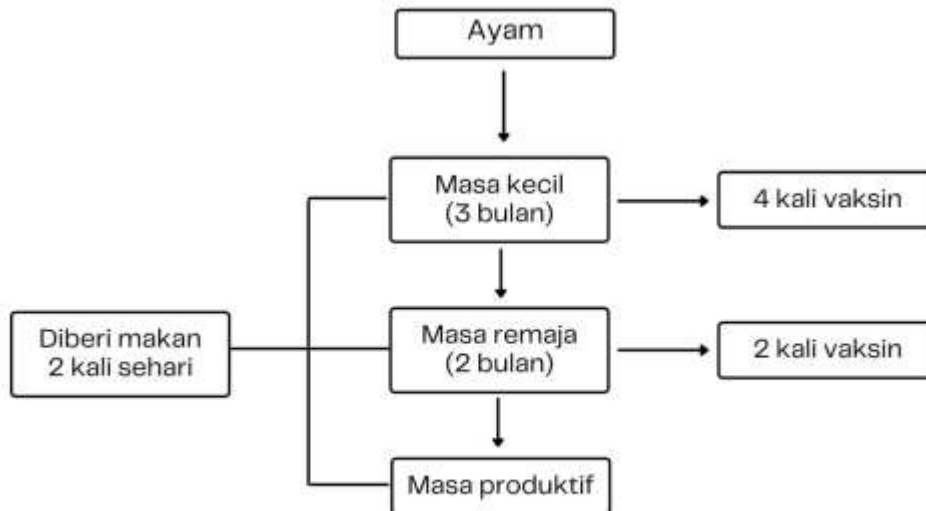 Ayam
Masa kecil
(3 bulan)
4 kali vaksin
Diberi makan
2 kali sehari
Masa remaja
(2 bulan)
2 kali vaksin
Masa produktif